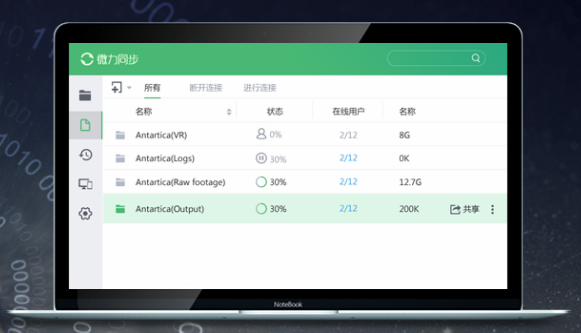 微力同步
所有 断开连接 进行连接
名称 状态 在线用户 名称
Antartica(VR) 0% 2/12 8G
Antartica(Logs) 30% 2/12 0K
Antartica(Raw footage) 30% 2/12 12.7G
Antartica(Output) 30% 2/12 200K 共享
NoteBook